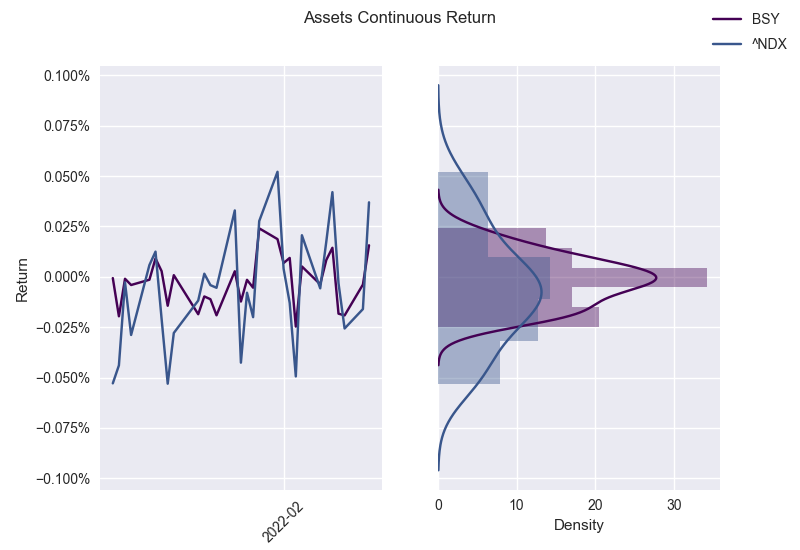 Assets Continuous Return
BSY
^NDX
Return
0.100%
0.075%
0.050%
0.025%
0.000%
−0.025%
−0.050%
−0.075%
−0.100%
2022-02
0 10 20 30
Density